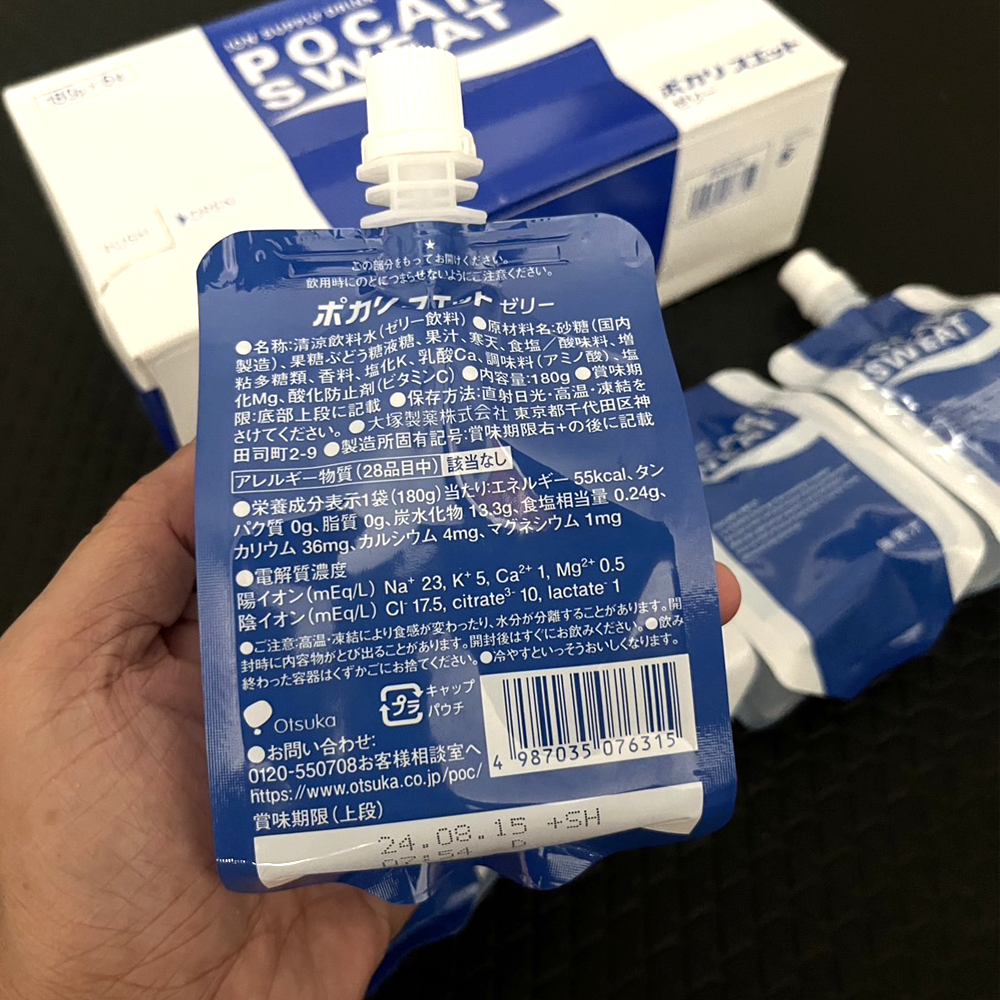 ION SUPPLY DRINK
POCARI
SWEAT
ポカリスエット
ゼリー
180g×6
★
この部分をもってお開けください。
飲用時にのどにつまらせないようにご注意ください。
ポカリスエット ゼリー
●名称:清涼飲料水(ゼリー飲料) ●原材料名:砂糖(国内
製造)、果糖ぶどう糖液糖、果汁、寒天、食塩/酸味料、増
粘多糖類、香料、塩化K、乳酸Ca、調味料(アミノ酸)、塩
化Mg、酸化防止剤(ビタミンC) ●内容量:180g ●賞味期
限:底部上段に記載 ●保存方法:直射日光・高温・凍結を
さけてください。 ●大塚製薬株式会社 東京都千代田区神
田司町2-9 ●製造所固有記号:賞味期限右+の後に記載
アレルギー物質(28品目中) 該当なし
●栄養成分表示1袋(180g)当たり:エネルギー 55kcal、タン
パク質 0g、脂質 0g、炭水化物 13.3g、食塩相当量 0.24g、
カリウム 36mg、カルシウム 4mg、マグネシウム 1mg
●電解質濃度
陽イオン(mEq/L) Na⁺ 23, K⁺ 5, Ca²⁺ 1, Mg²⁺ 0.5
陰イオン(mEq/L) Cl⁻ 17.5, citrate³⁻ 10, lactate⁻ 1
●ご注意:高温・凍結により食感が変わったり、水分が分離することがあります。開
封時に内容物がとび出ることがあります。開封後はすぐにお飲みください。●飲み
終わった容器はくずかごにお捨てください。●冷やすといっそうおいしくなります。
Otsuka
プラ
キャップ
パウチ
4 987035 076315
●お問い合わせ:
0120-550708お客様相談室へ
https://www.otsuka.co.jp/poc/
賞味期限(上段)
24.08.15 +SH
07:54 D
SWEAT